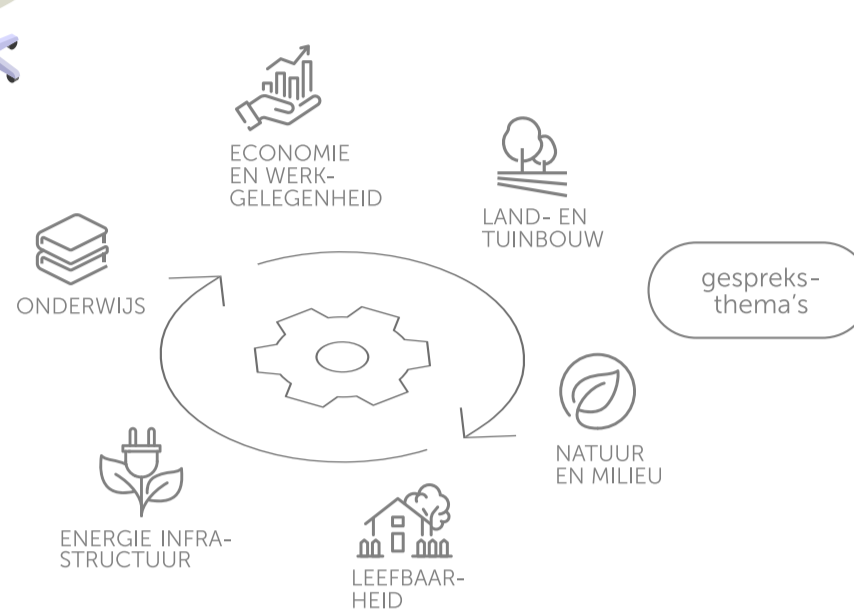 ECONOMIE
EN WERK-
GELEGENHEID
LAND- EN
TUINBOUW
ONDERWIJS
gespreks-
thema's
NATUUR
EN MILIEU
ENERGIE INFRA-
STRUCTUUR
LEEFBAAR-
HEID